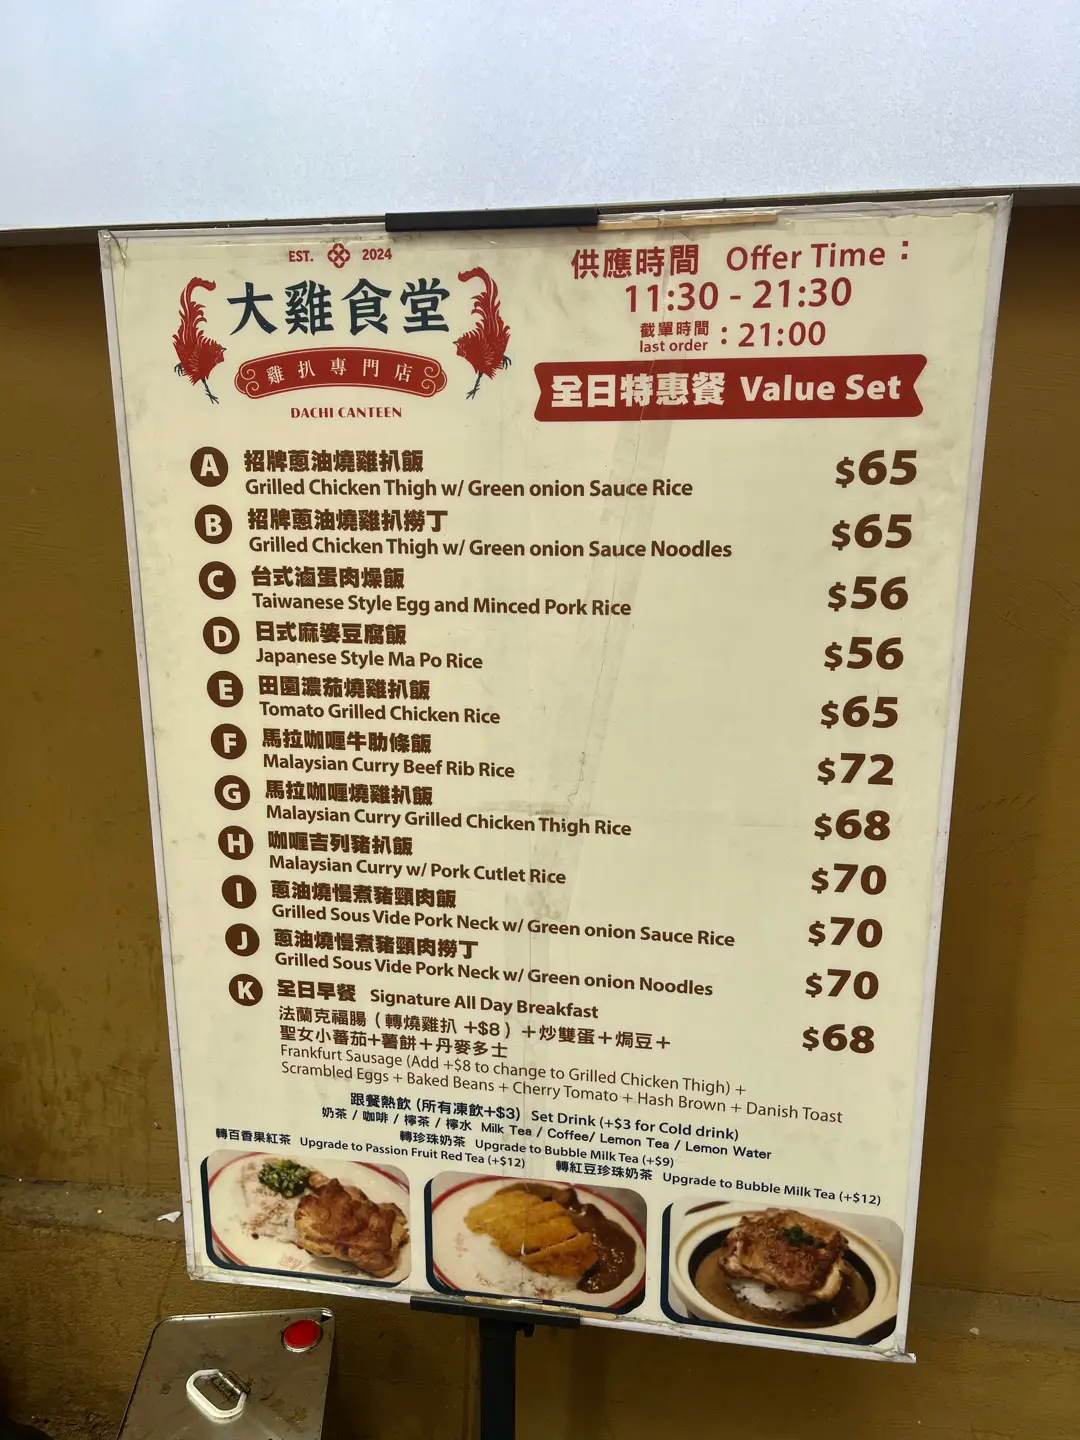 EST. 2024
大雞食堂
雞扒專門店
DACHI CANTEEN
供應時間 Offer Time：
11:30 - 21:30
截單時間
last order：21:00
全日特惠餐 Value Set
A 招牌蔥油燒雞扒飯
Grilled Chicken Thigh w/ Green onion Sauce Rice $65
B 招牌蔥油燒雞扒撈丁
Grilled Chicken Thigh w/ Green onion Sauce Noodles $65
C 台式滷蛋肉燥飯
Taiwanese Style Egg and Minced Pork Rice $56
D 日式麻婆豆腐飯
Japanese Style Ma Po Rice $56
E 田園濃茄燒雞扒飯
Tomato Grilled Chicken Rice $65
F 馬拉咖喱牛肋條飯
Malaysian Curry Beef Rib Rice $72
G 馬拉咖喱燒雞扒飯
Malaysian Curry Grilled Chicken Thigh Rice $68
H 咖喱吉列豬扒飯
Malaysian Curry w/ Pork Cutlet Rice $70
I 蔥油燒慢煮豬頸肉飯
Grilled Sous Vide Pork Neck w/ Green onion Sauce Rice $70
J 蔥油燒慢煮豬頸肉撈丁
Grilled Sous Vide Pork Neck w/ Green onion Noodles $70
K 全日早餐 Signature All Day Breakfast $68
法蘭克福腸（轉燒雞扒 +$8）＋炒雙蛋＋焗豆＋
聖女小蕃茄＋薯餅＋丹麥多士
Frankfurt Sausage (Add +$8 to change to Grilled Chicken Thigh) +
Scrambled Eggs + Baked Beans + Cherry Tomato + Hash Brown + Danish Toast
跟餐熱飲 (所有凍飲+$3) Set Drink (+$3 for Cold drink)
奶茶 / 咖啡 / 檸茶 / 檸水 Milk Tea / Coffee/ Lemon Tea / Lemon Water
轉百香果紅茶 Upgrade to Passion Fruit Red Tea (+$12)
轉珍珠奶茶 Upgrade to Bubble Milk Tea (+$9)
轉紅豆珍珠奶茶 Upgrade to Bubble Milk Tea (+$12)